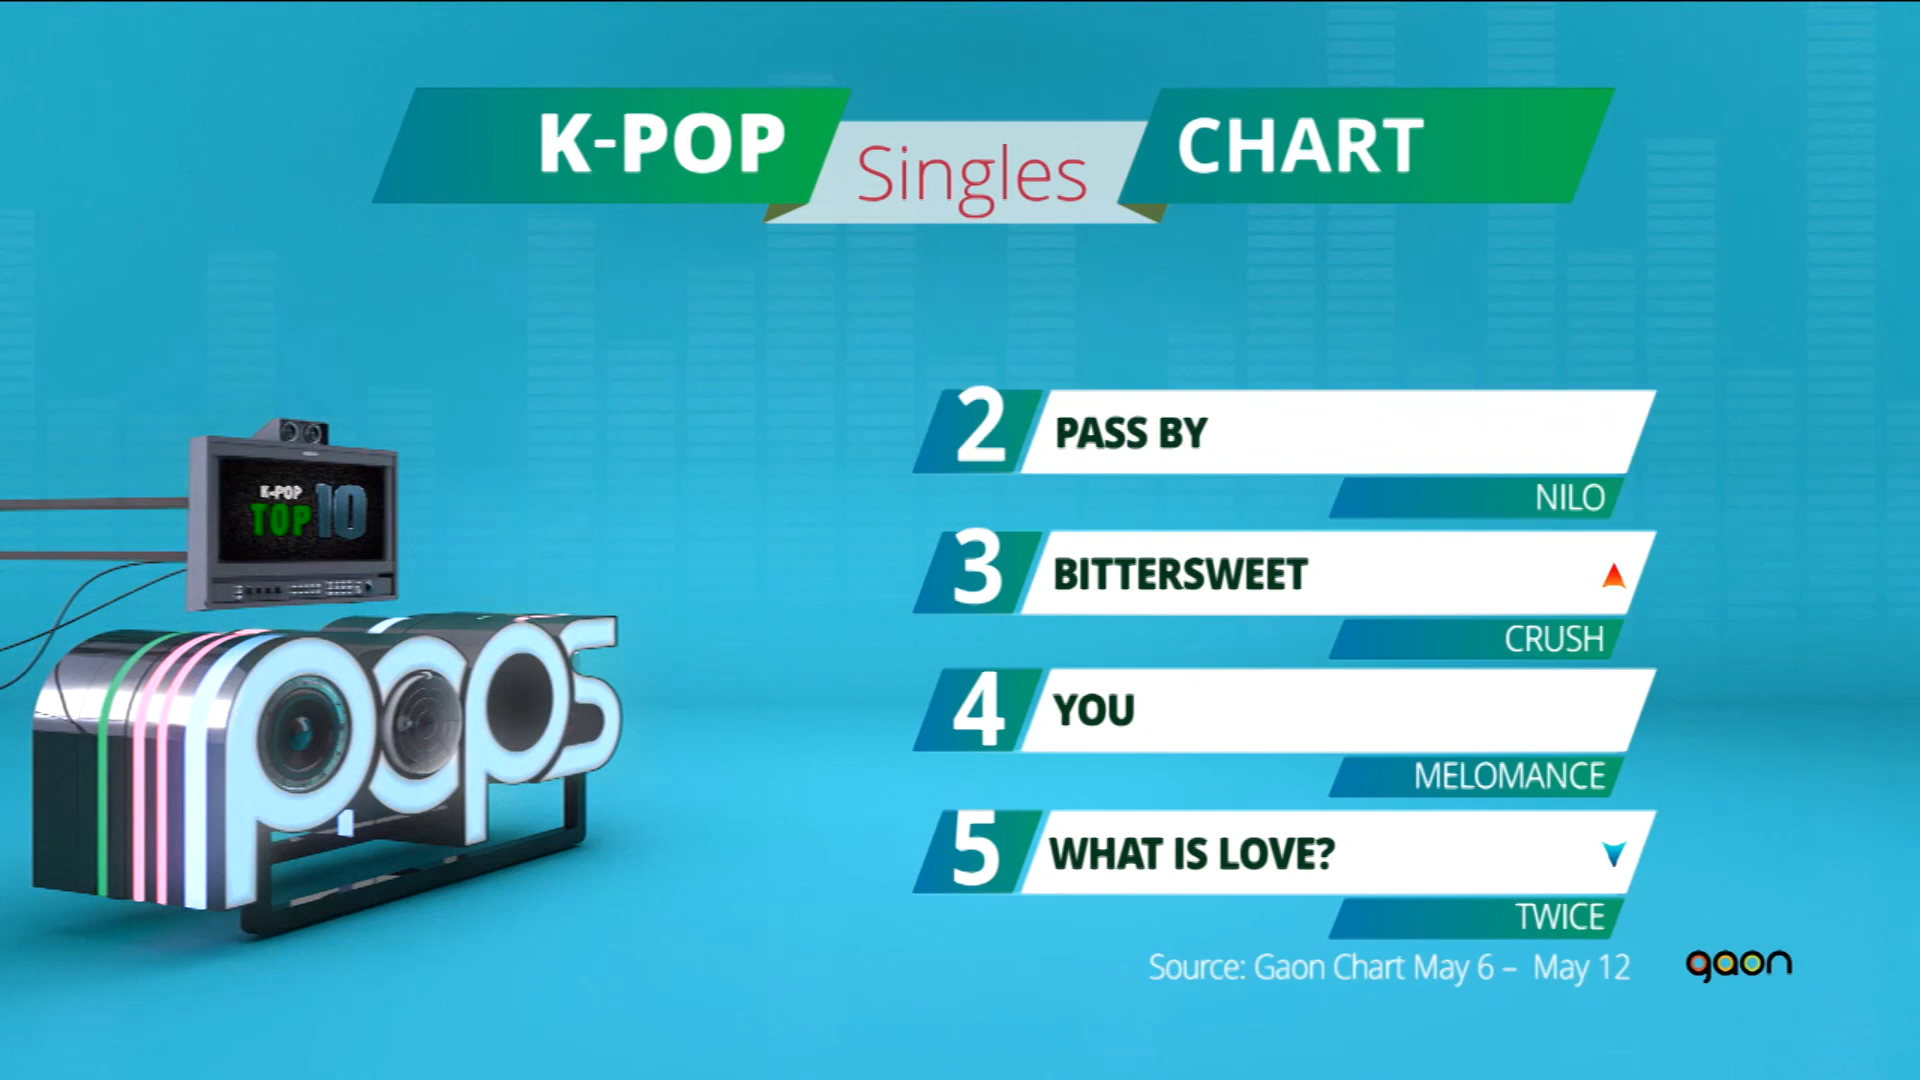 K-POP Singles CHART
K-POP
TOP 10
pops
2 PASS BY
NILO
3 BITTERSWEET
CRUSH
4 YOU
MELOMANCE
5 WHAT IS LOVE?
TWICE
Source: Gaon Chart May 6 – May 12
gaon